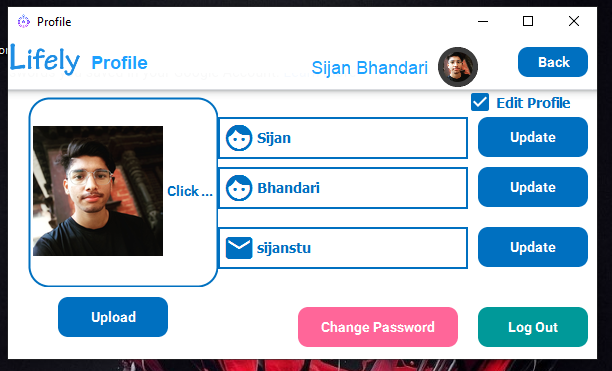 Profile
Lifely Profile
Sijan Bhandari
Back
Edit Profile
Sijan
Update
Click ...
Bhandari
Update
sijanstu
Update
Upload
Change Password
Log Out